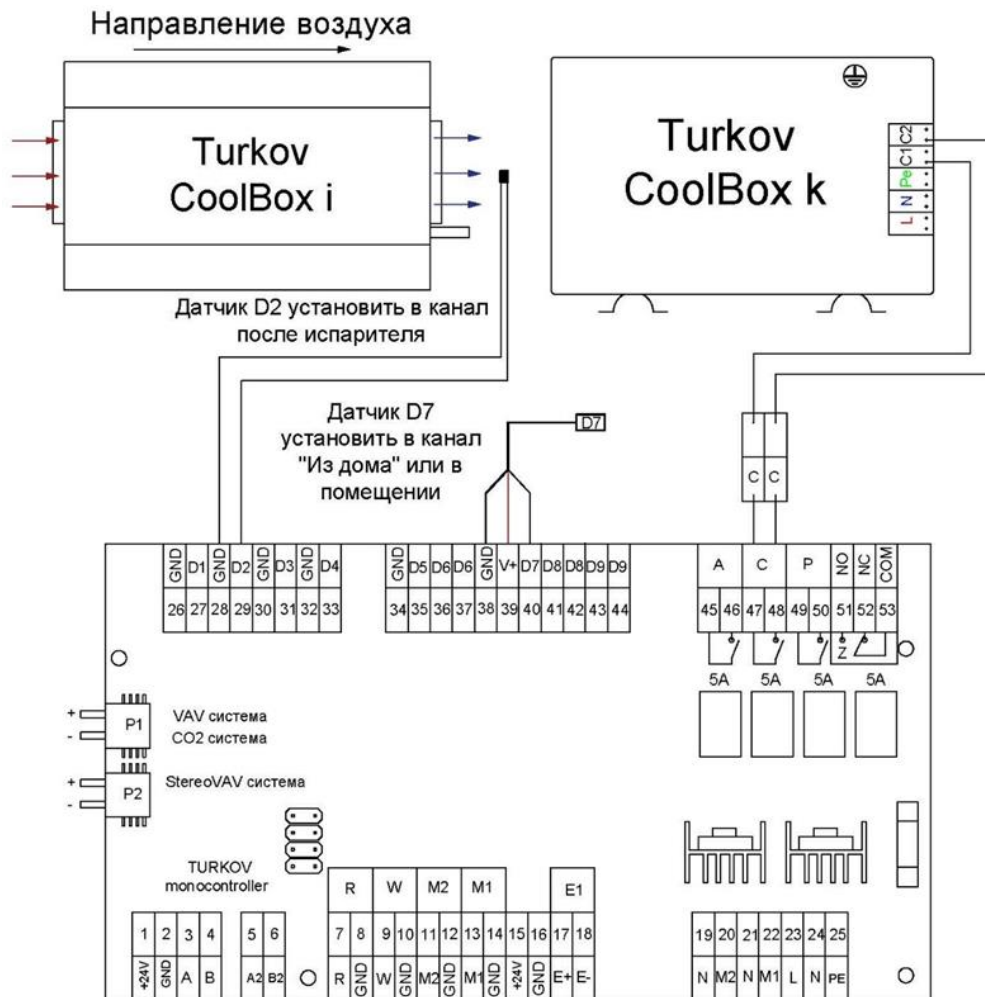 Направление воздуха
Turkov
CoolBox i
Turkov
CoolBox k
C2
C1
Pe
N
L
Датчик D2 установить в канал
после испарителя
Датчик D7
установить в канал
"Из дома" или в
помещении
D7
C C
GND D1 GND D2 GND D3 GND D4
26 27 28 29 30 31 32 33
GND D5 D6 D6 GND V+ D7 D8 D8 D9 D9
34 35 36 37 38 39 40 41 42 43 44
A C P NO NC COM
45 46 47 48 49 50 51 52 53
Z
5A 5A 5A 5A
+
-
P1
VAV система
CO2 система
+
-
P2
StereoVAV система
TURKOV
monocontroller
R W M2 M1 E1
1 2 3 4 5 6 7 8 9 10 11 12 13 14 15 16 17 18 19 20 21 22 23 24 25
+24V GND A B A2 B2 R GND W GND M2 GND M1 GND +24V GND E+ E- N M2 N M1 L N PE